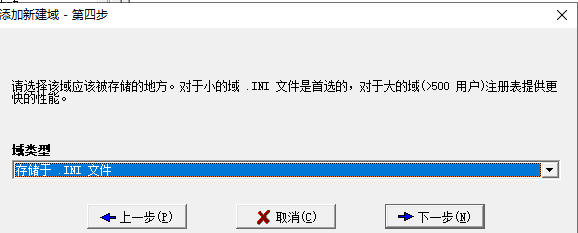 添加新建域 - 第四步
请选择该域应该被存储的地方。对于小的域 .INI 文件是首选的，对于大的域(>500 用户)注册表提供更
快的性能。
域类型
存储于 .INI 文件
上一步(P)
取消(C)
下一步(N)